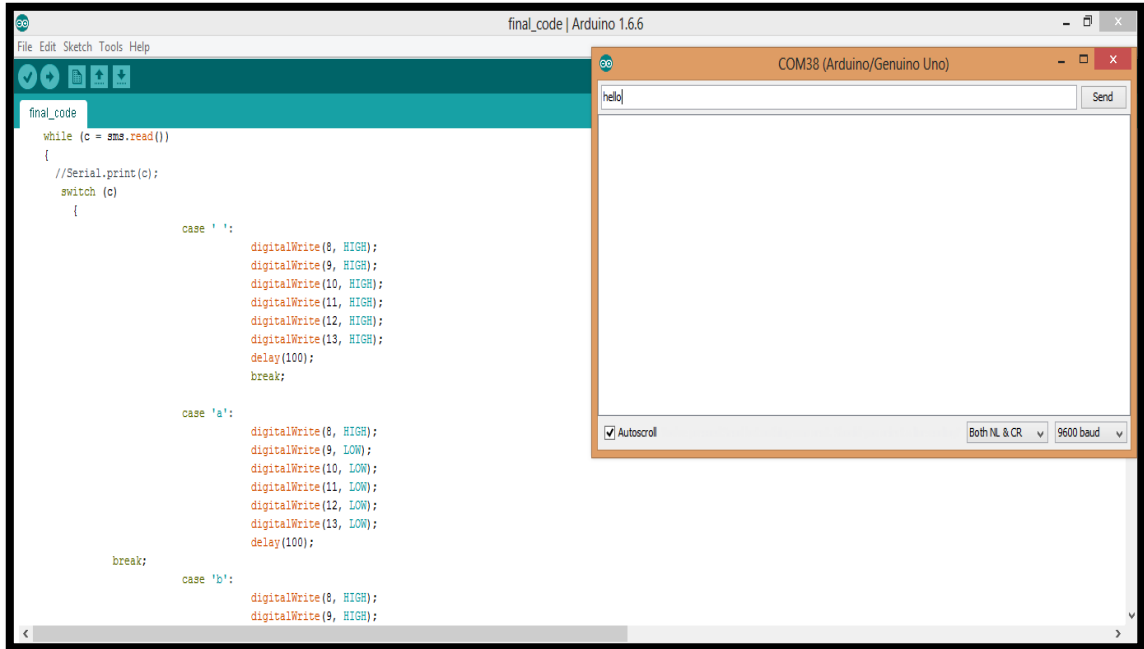 final_code | Arduino 1.6.6
File Edit Sketch Tools Help
final_code
while (c = sms.read())
{
//Serial.print(c);
switch (c)
{
case ' ':
digitalWrite(8, HIGH);
digitalWrite(9, HIGH);
digitalWrite(10, HIGH);
digitalWrite(11, HIGH);
digitalWrite(12, HIGH);
digitalWrite(13, HIGH);
delay(100);
break;
case 'a':
digitalWrite(8, HIGH);
digitalWrite(9, LOW);
digitalWrite(10, LOW);
digitalWrite(11, LOW);
digitalWrite(12, LOW);
digitalWrite(13, LOW);
delay(100);
break;
case 'b':
digitalWrite(8, HIGH);
digitalWrite(9, HIGH);
COM38 (Arduino/Genuino Uno)
hello
Send
Autoscroll
Both NL & CR
9600 baud